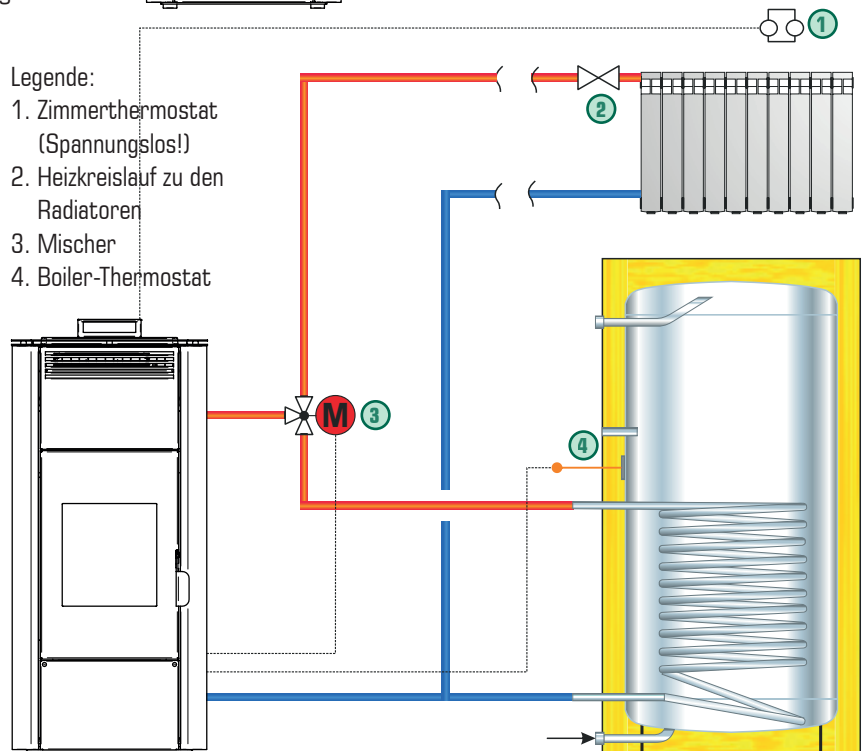 g
Legende:
1. Zimmerthermostat
(Spannungslos!)
2. Heizkreislauf zu den
Radiatoren
3. Mischer
4. Boiler-Thermostat
1
2
M 3
4